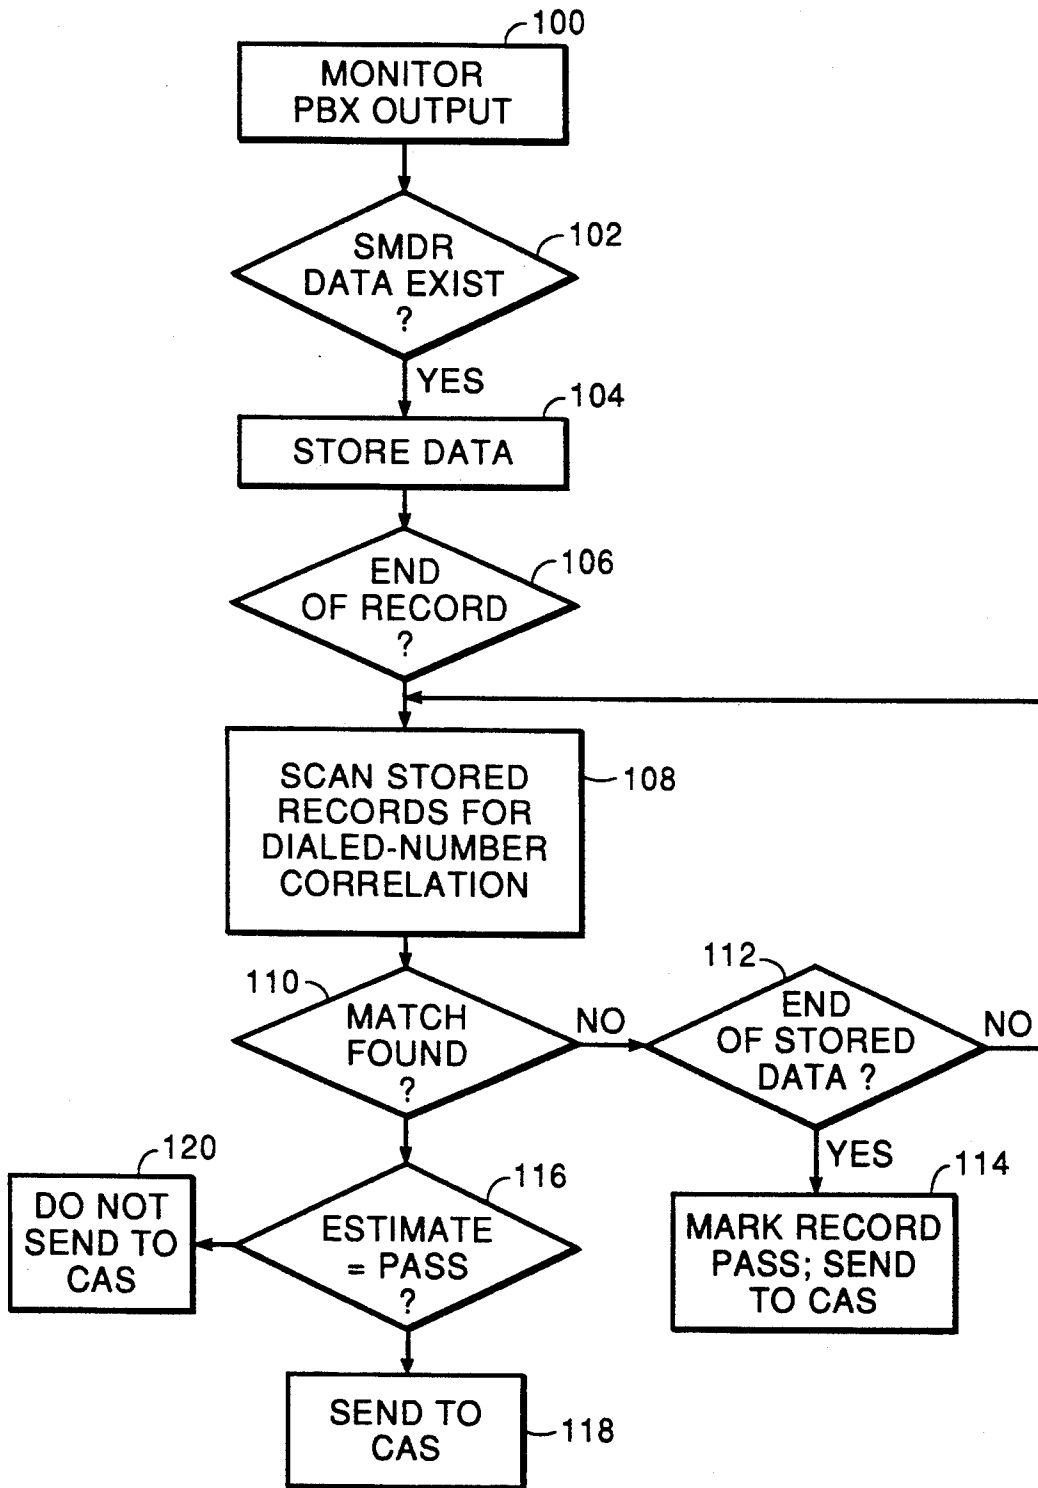 100
MONITOR
PBX OUTPUT
SMDR
DATA EXIST
?
102
YES
104
STORE DATA
END
OF RECORD
?
106
SCAN STORED
RECORDS FOR
DIALED-NUMBER
CORRELATION
108
110
MATCH
FOUND
?
NO
112
END
OF STORED
DATA ?
NO
YES
114
MARK RECORD
PASS; SEND
TO CAS
116
ESTIMATE
= PASS
?
120
DO NOT
SEND TO
CAS
SEND TO
CAS
118